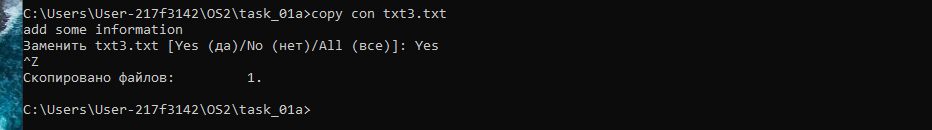 C:\Users\User-217f3142\OS2\task_01a>copy con txt3.txt
add some information
Заменить txt3.txt [Yes (да)/No (нет)/All (все)]: Yes
^Z
Скопировано файлов:         1.
C:\Users\User-217f3142\OS2\task_01a>